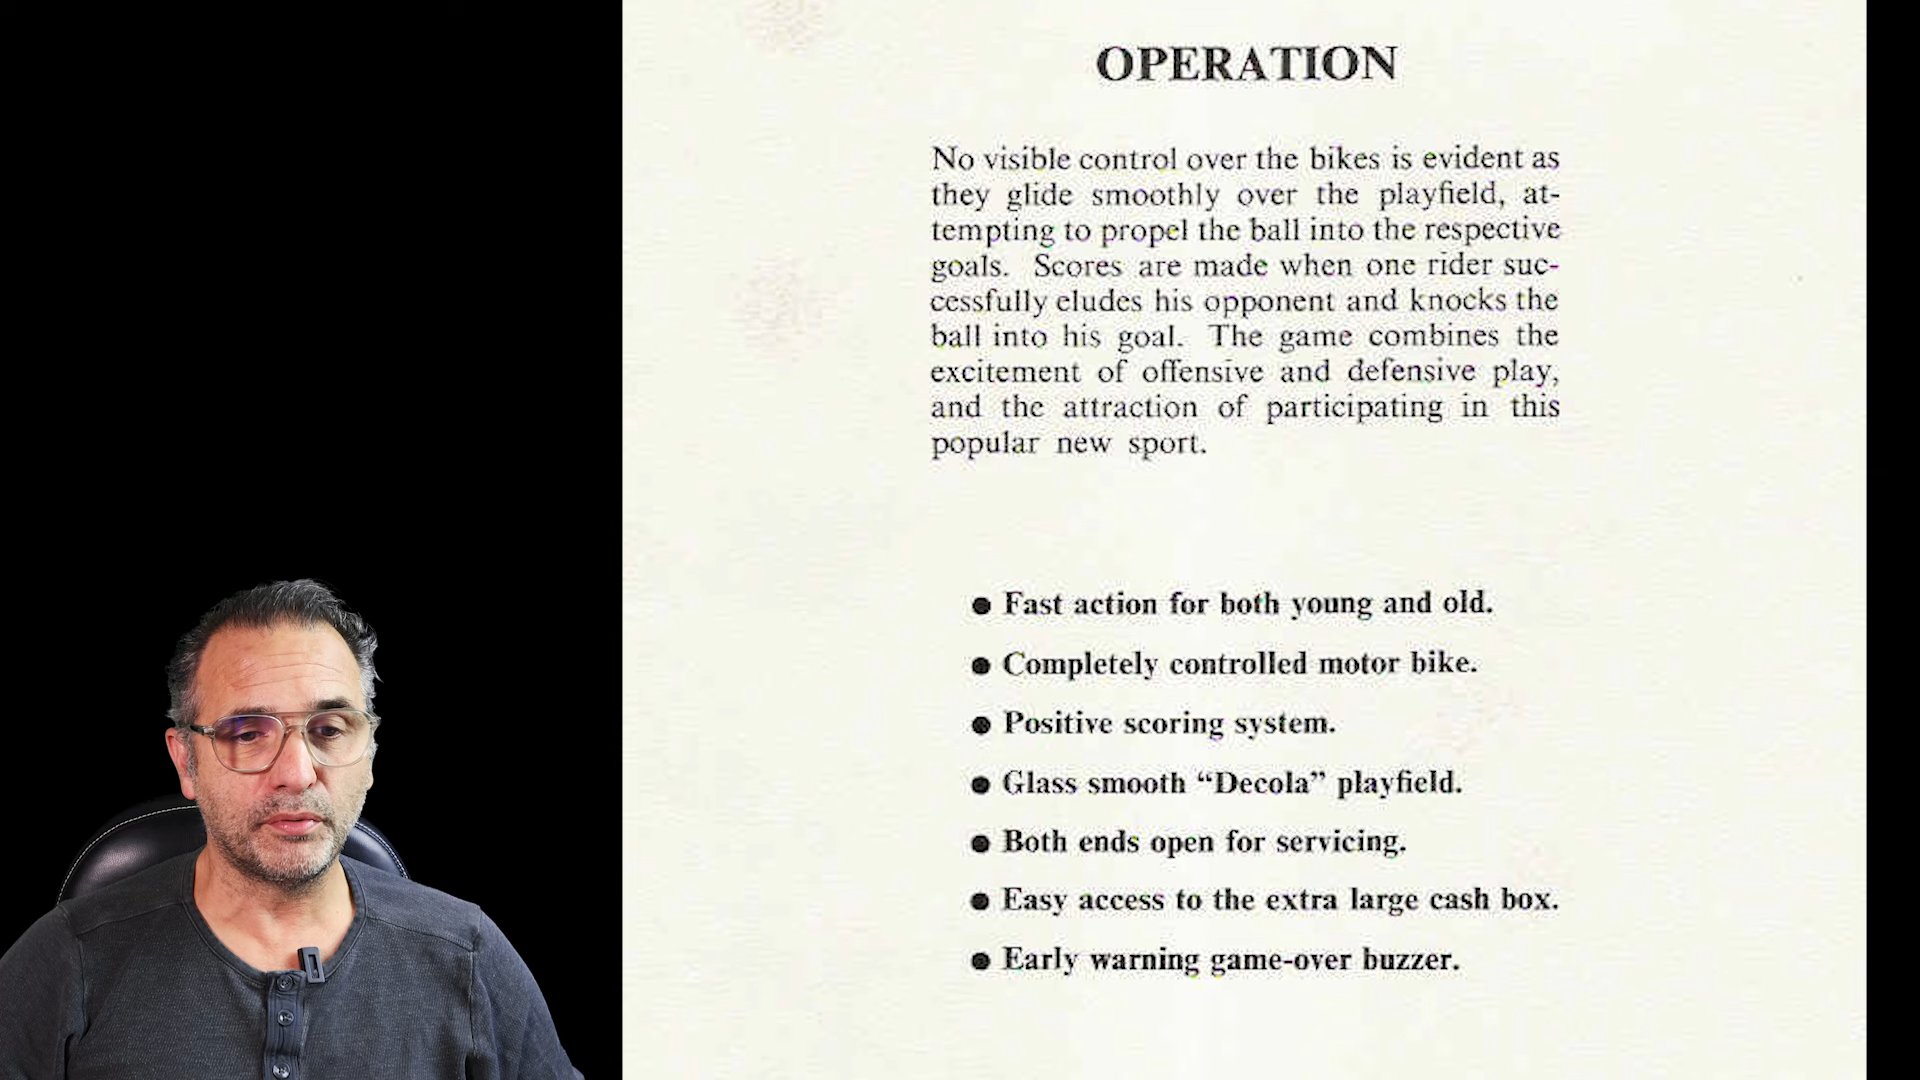 OPERATION
No visible control over the bikes is evident as
they glide smoothly over the playfield, at-
tempting to propel the ball into the respective
goals. Scores are made when one rider suc-
cessfully eludes his opponent and knocks the
ball into his goal. The game combines the
excitement of offensive and defensive play,
and the attraction of participating in this
popular new sport.
● Fast action for both young and old.
● Completely controlled motor bike.
● Positive scoring system.
● Glass smooth “Decola” playfield.
● Both ends open for servicing.
● Easy access to the extra large cash box.
● Early warning game-over buzzer.